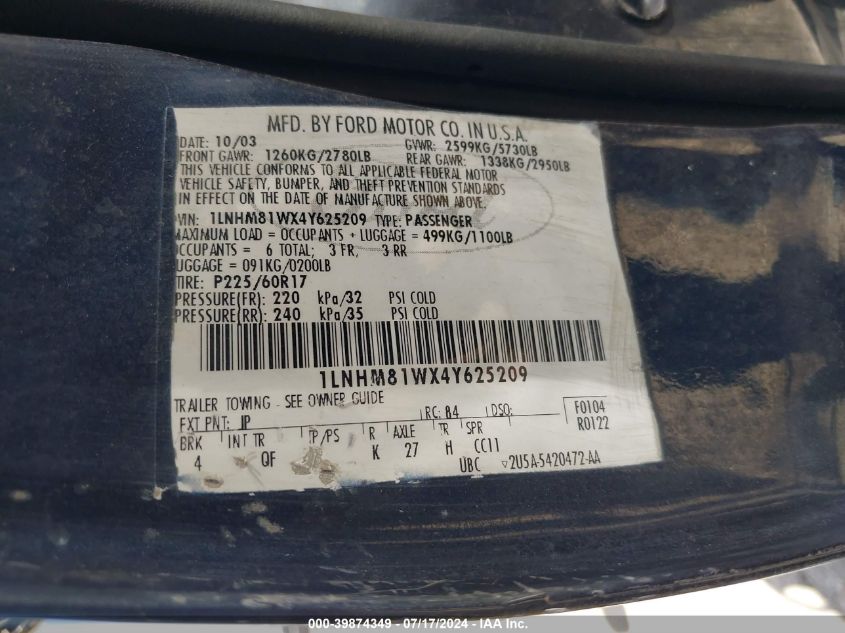 MFD. BY FORD MOTOR CO. IN U.S.A.
DATE: 10/03 GVWR: 2599KG/5730LB
FRONT GAWR: 1260KG/2780LB REAR GAWR: 1338KG/2950LB
THIS VEHICLE CONFORMS TO ALL APPLICABLE FEDERAL MOTOR
VEHICLE SAFETY, BUMPER, AND THEFT PREVENTION STANDARDS
IN EFFECT ON THE DATE OF MANUFACTURE SHOWN ABOVE.
VIN: 1LNHM81WX4Y625209 TYPE: PASSENGER
MAXIMUM LOAD = OCCUPANTS + LUGGAGE = 499KG/1100LB
OCCUPANTS = 6 TOTAL; 3 FR, 3 RR
LUGGAGE = 091KG/0200LB
TIRE: P225/60R17
PRESSURE(FR): 220 kPa/32 PSI COLD
PRESSURE(RR): 240 kPa/35 PSI COLD
1LNHM81WX4Y625209
TRAILER TOWING - SEE OWNER GUIDE
EXT PNT: JP RC: 84 DSO: F0104
R0122
BRK INT TR TP/PS R AXLE TR SPR
4 QF K 27 H CC11
UBC ▽2U5A-5420472-AA
000-39874349 - 07/17/2024 - IAA Inc.